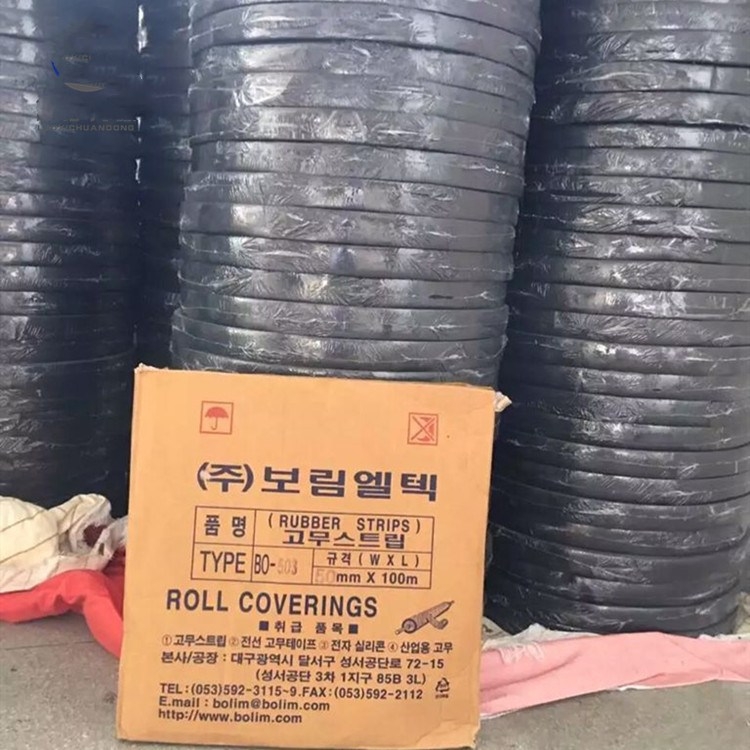 WUCHUANDONG
(주)보림엘텍
품 명 (RUBBER STRIPS)
고무스트립
TYPE BO-503 규격(WXL)
50mm X 100m
ROLL COVERINGS
■ 취급 품목 ■
① 고무스트립 ② 전선 고무테이프 ③ 전자 실리콘 ④ 산업용 고무
본사/공장 : 대구광역시 달서구 성서공단로 72-15
(성서공단 3차 1지구 85B 3L)
TEL : (053)592-3115~9. FAX : (053)592-2112
E.mail : bolim@bolim.com
http://www.bolim.com